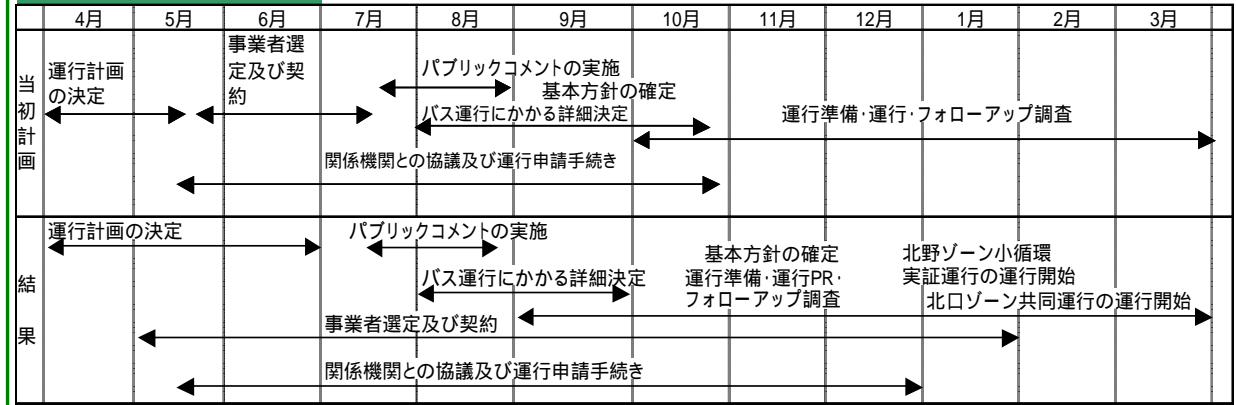 4月 5月 6月 7月 8月 9月 10月 11月 12月 1月 2月 3月
当初計画
運行計画
の決定
事業者選
定及び契
約
パブリックコメントの実施
基本方針の確定
バス運行にかかる詳細決定
運行準備・運行・フォローアップ調査
関係機関との協議及び運行申請手続き
結果
運行計画の決定
パブリックコメントの実施
バス運行にかかる詳細決定
基本方針の確定
運行準備・運行PR・
フォローアップ調査
北野ゾーン小循環
実証運行の運行開始
北口ゾーン共同運行の運行開始
事業者選定及び契約
関係機関との協議及び運行申請手続き